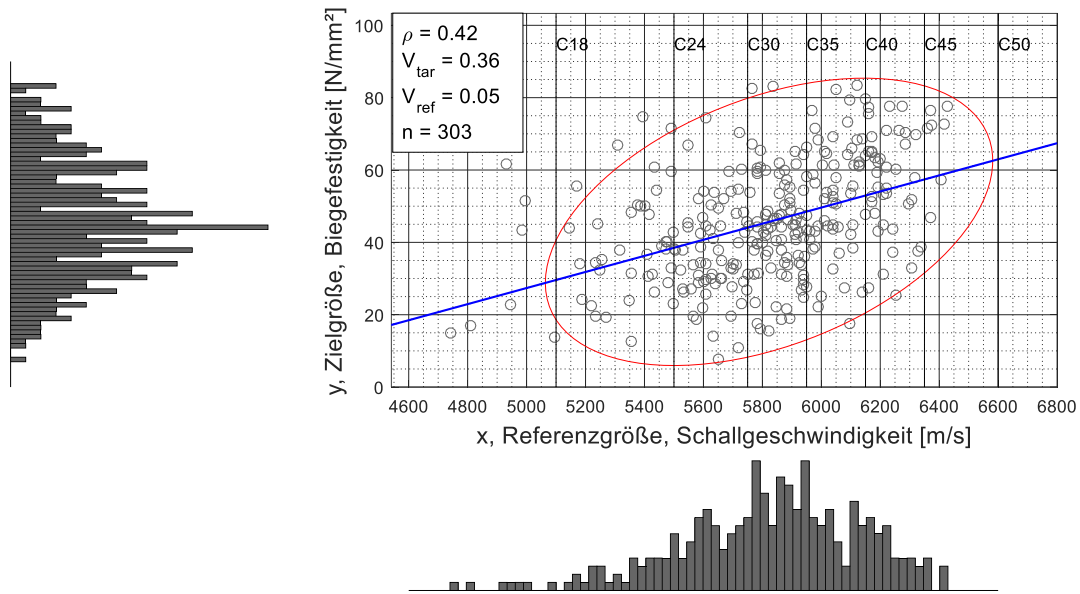 ρ = 0.42
V_tar = 0.36
V_ref = 0.05
n = 303
C18 C24 C30 C35 C40 C45 C50
y, Zielgröße, Biegefestigkeit [N/mm²]
100
80
60
40
20
0
4600 4800 5000 5200 5400 5600 5800 6000 6200 6400 6600 6800
x, Referenzgröße, Schallgeschwindigkeit [m/s]